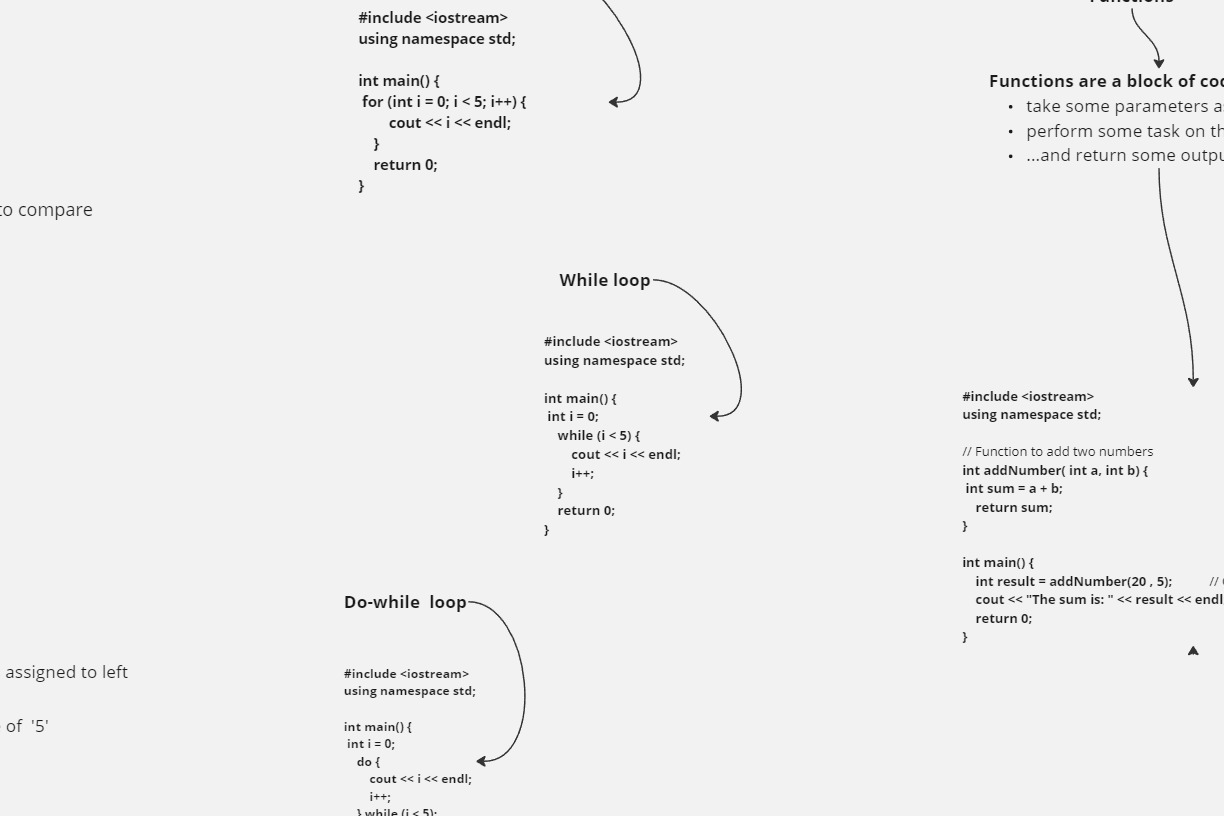 #include <iostream>
using namespace std;
int main() {
for (int i = 0; i < 5; i++) {
cout << i << endl;
}
return 0;
}
to compare
While loop
#include <iostream>
using namespace std;
int main() {
int i = 0;
while (i < 5) {
cout << i << endl;
i++;
}
return 0;
}
Do-while loop
#include <iostream>
using namespace std;
int main() {
int i = 0;
do {
cout << i << endl;
i++;
} while (i < 5);
assigned to left
of '5'
Functions
Functions are a block of
take some parameters
perform some task on
...and return some
#include <iostream>
using namespace std;
// Function to add two numbers
int addNumber( int a, int b) {
int sum = a + b;
return sum;
}
int main() {
int result = addNumber(20 , 5); //
cout << "The sum is: " << result << endl
return 0;
}